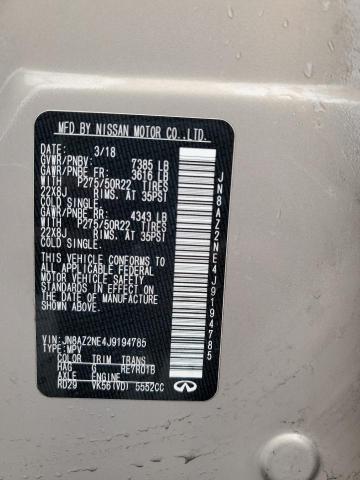 MFD BY NISSAN MOTOR CO.,LTD.
DATE: 3/18
GVWR/PNBV: 7385 LB
GAWR/PNBE FR: 3616 LB
WITH P275/50R22 TIRES
22X8J RIMS, AT 35PSI
COLD SINGLE.
GAWR/PNBE RR: 4343 LB
WITH P275/50R22 TIRES
22X8J RIMS, AT 35PSI
COLD SINGLE.
THIS VEHICLE CONFORMS TO
ALL APPLICABLE FEDERAL
MOTOR VEHICLE SAFETY
STANDARDS IN EFFECT ON
THE DATE OF MANUFACTURE
SHOWN ABOVE.
VIN: JN8AZ2NE4J9194785
TYPE: MPV
COLOR TRIM TRANS
HAG G RE7R01B
AXLE ENGINE
RD29 VK56(VD) 5552CC
JN8AZ2NE4J9194785
INFINITI